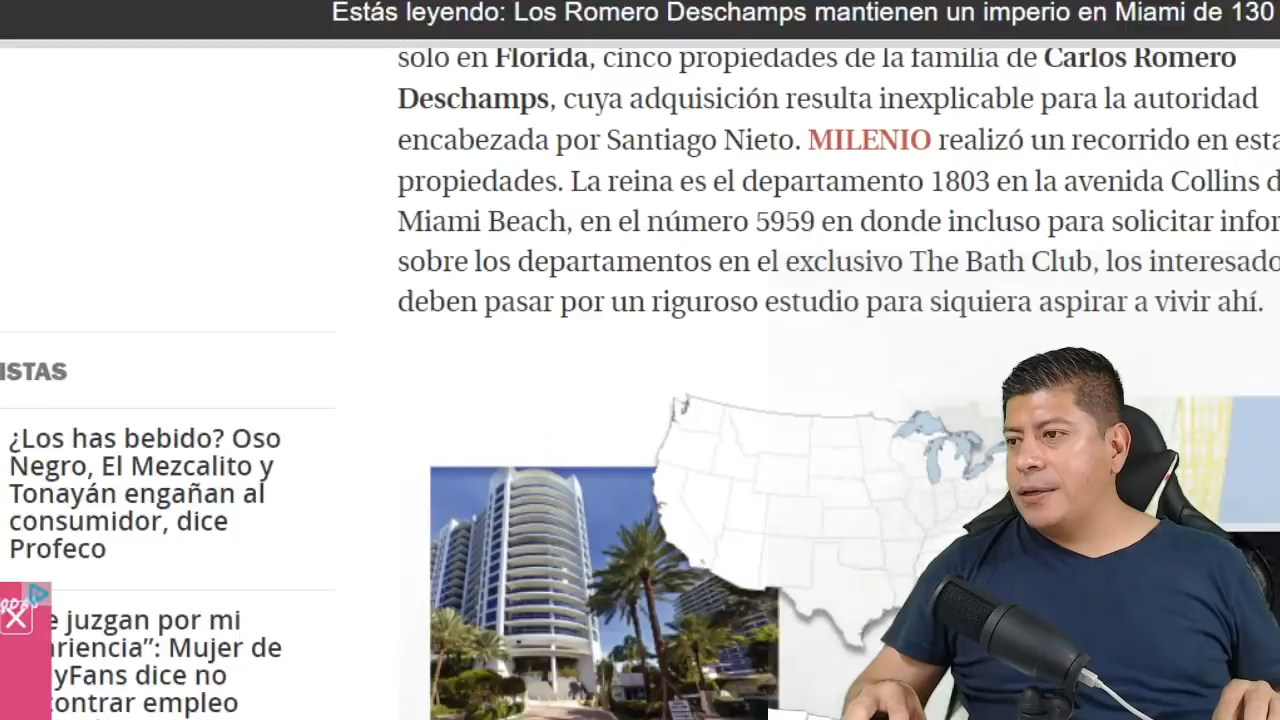 Estás leyendo: Los Romero Deschamps mantienen un imperio en Miami de 130
solo en Florida, cinco propiedades de la familia de Carlos Romero
Deschamps, cuya adquisición resulta inexplicable para la autoridad
encabezada por Santiago Nieto. MILENIO realizó un recorrido en esta
propiedades. La reina es el departamento 1803 en la avenida Collins d
Miami Beach, en el número 5959 en donde incluso para solicitar infor
sobre los departamentos en el exclusivo The Bath Club, los interesado
deben pasar por un riguroso estudio para siquiera aspirar a vivir ahí.
ISTAS
¿Los has bebido? Oso
Negro, El Mezcalito y
Tonayán engañan al
consumidor, dice
Profeco
e juzgan por mi
ariencia”: Mujer de
yFans dice no
contrar empleo